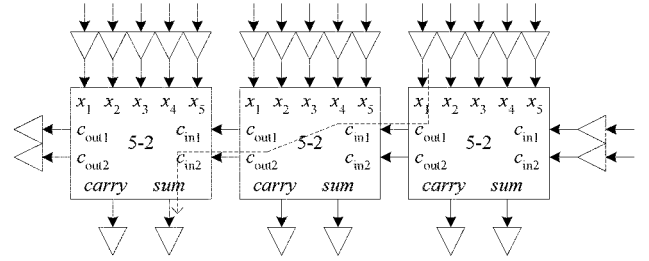 x1 x2 x3 x4 x5 x1 x2 x3 x4 x5 x1 x2 x3 x4 x5
cout1 cin1 cout1 cin1 cout1 cin1
5-2 5-2 5-2
cout2 cin2 cout2 cin2 cout2 cin2
carry sum carry sum carry sum